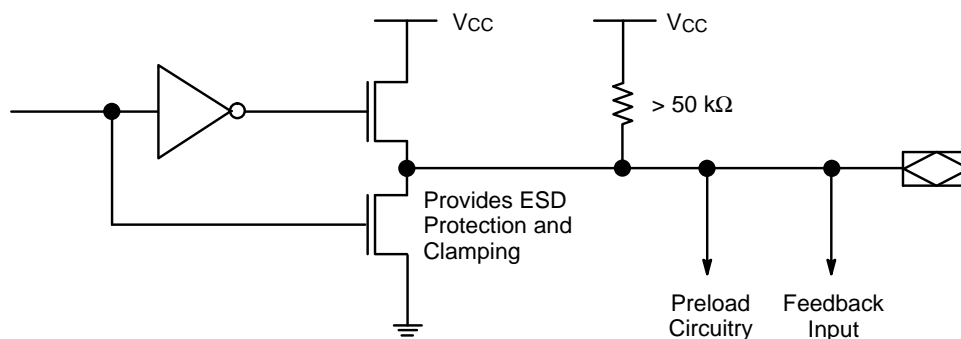 VCC
VCC
> 50 kΩ
Provides ESD
Protection and
Clamping
Preload
Circuitry
Feedback
Input